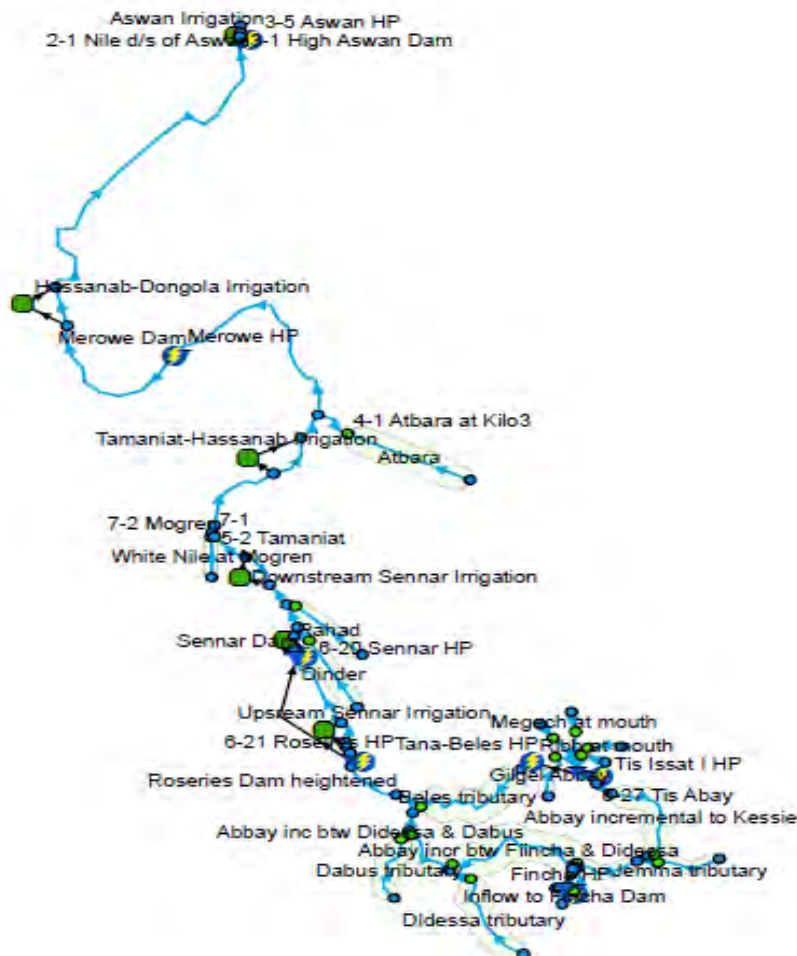 Aswan Irrigation
3-5 Aswan HP
2-1 Nile d/s of Aswan
3-1 High Aswan Dam
Hassanab-Dongola Irrigation
Merowe Dam
Merowe HP
4-1 Atbara at Kilo3
Tamaniat-Hassanab Irrigation
Atbara
7-2 Mogren
7-1
5-2 Tamaniat
White Nile at Mogren
Downstream Sennar Irrigation
Rahad
Sennar Da
6-20 Sennar HP
Dinder
Upsream Sennar Irrigation
Megech at mouth
6-21 Roseries HP
Tana-Beles HP
at mouth
Tis Issat I HP
Roseries Dam heightened
Gilgel Abbay
Beles tributary
6-27 Tis Abay
Abbay incremental to Kessie
Abbay inc btw Didessa & Dabus
Abbay incr btw Fiincha & Didessa
Dabus tributary
Fincha HP
Jemma tributary
Inflow to Fincha Dam
DIdessa tributary